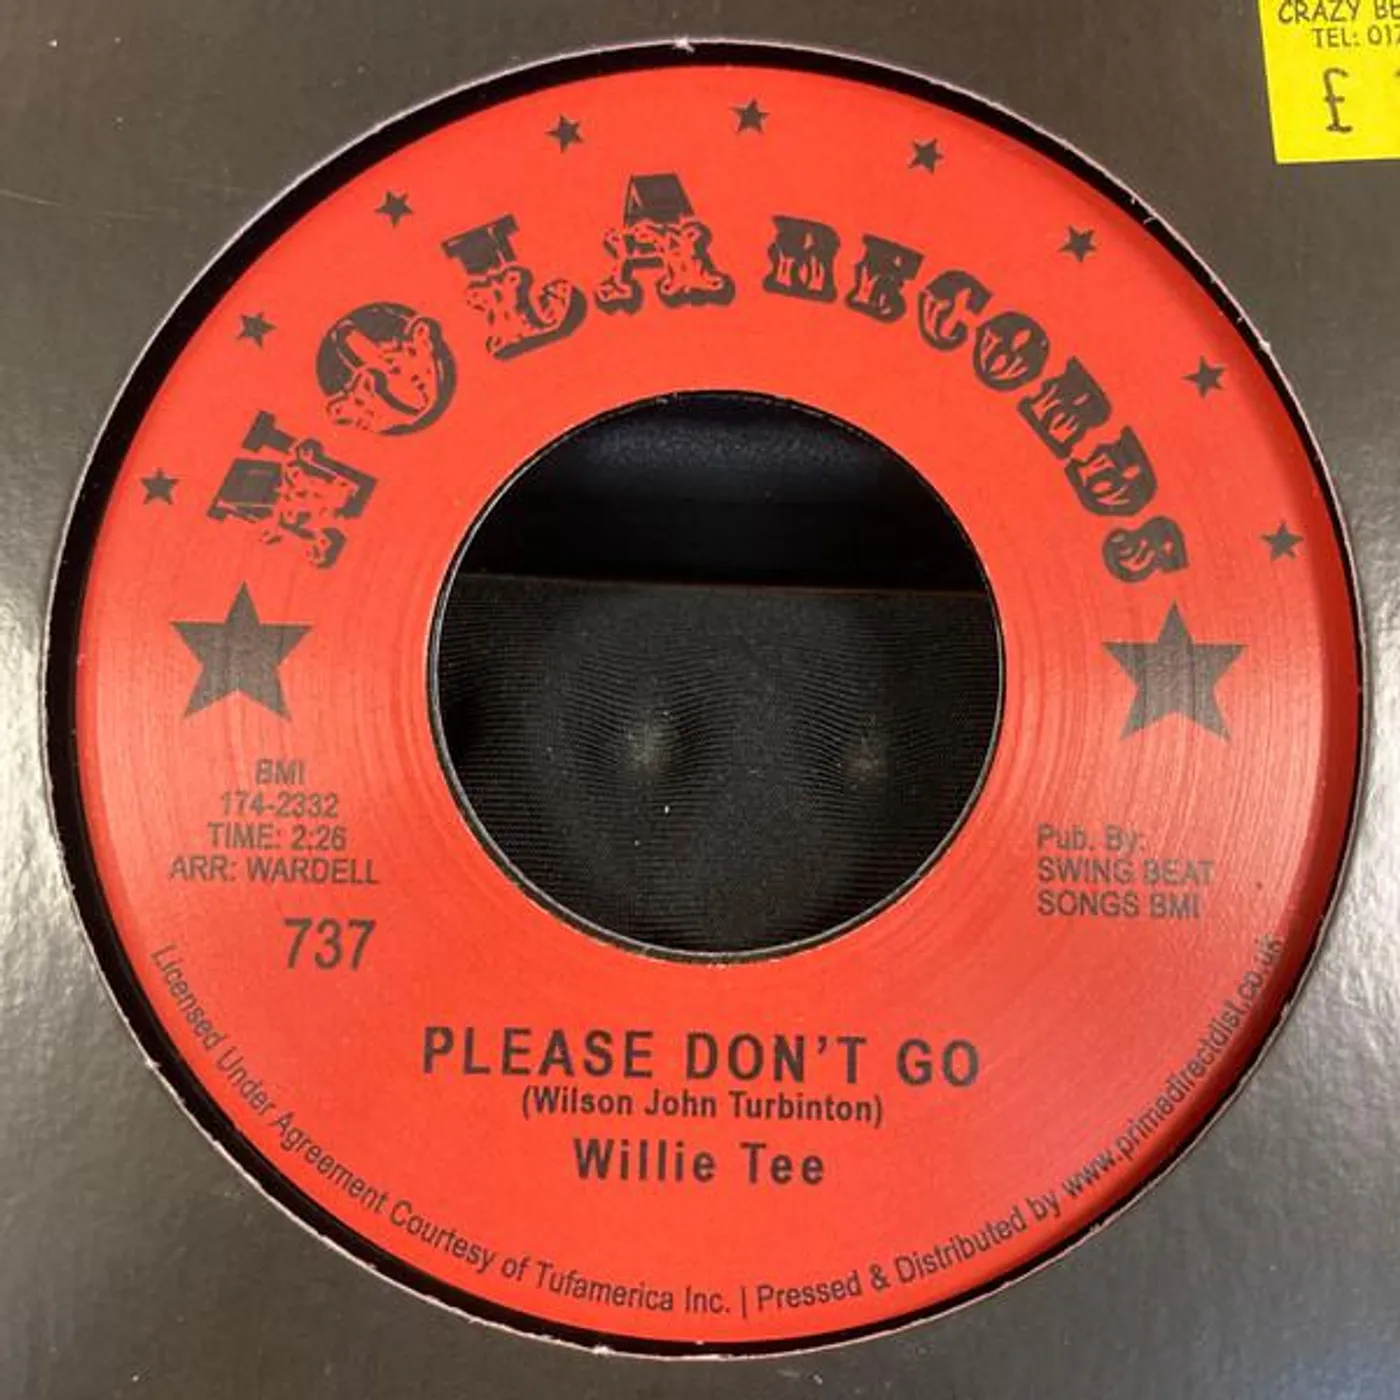 CRAZY BE
TEL: 017
£
NOLA RECORDS
BMI
174-2332
TIME: 2:26
ARR: WARDELL
737
Pub. By:
SWING BEAT
SONGS BMI
PLEASE DON'T GO
(Wilson John Turbinton)
Willie Tee
Licensed Under Agreement Courtesy of Tufamerica Inc. | Pressed & Distributed by www.primedirectdist.co.uk